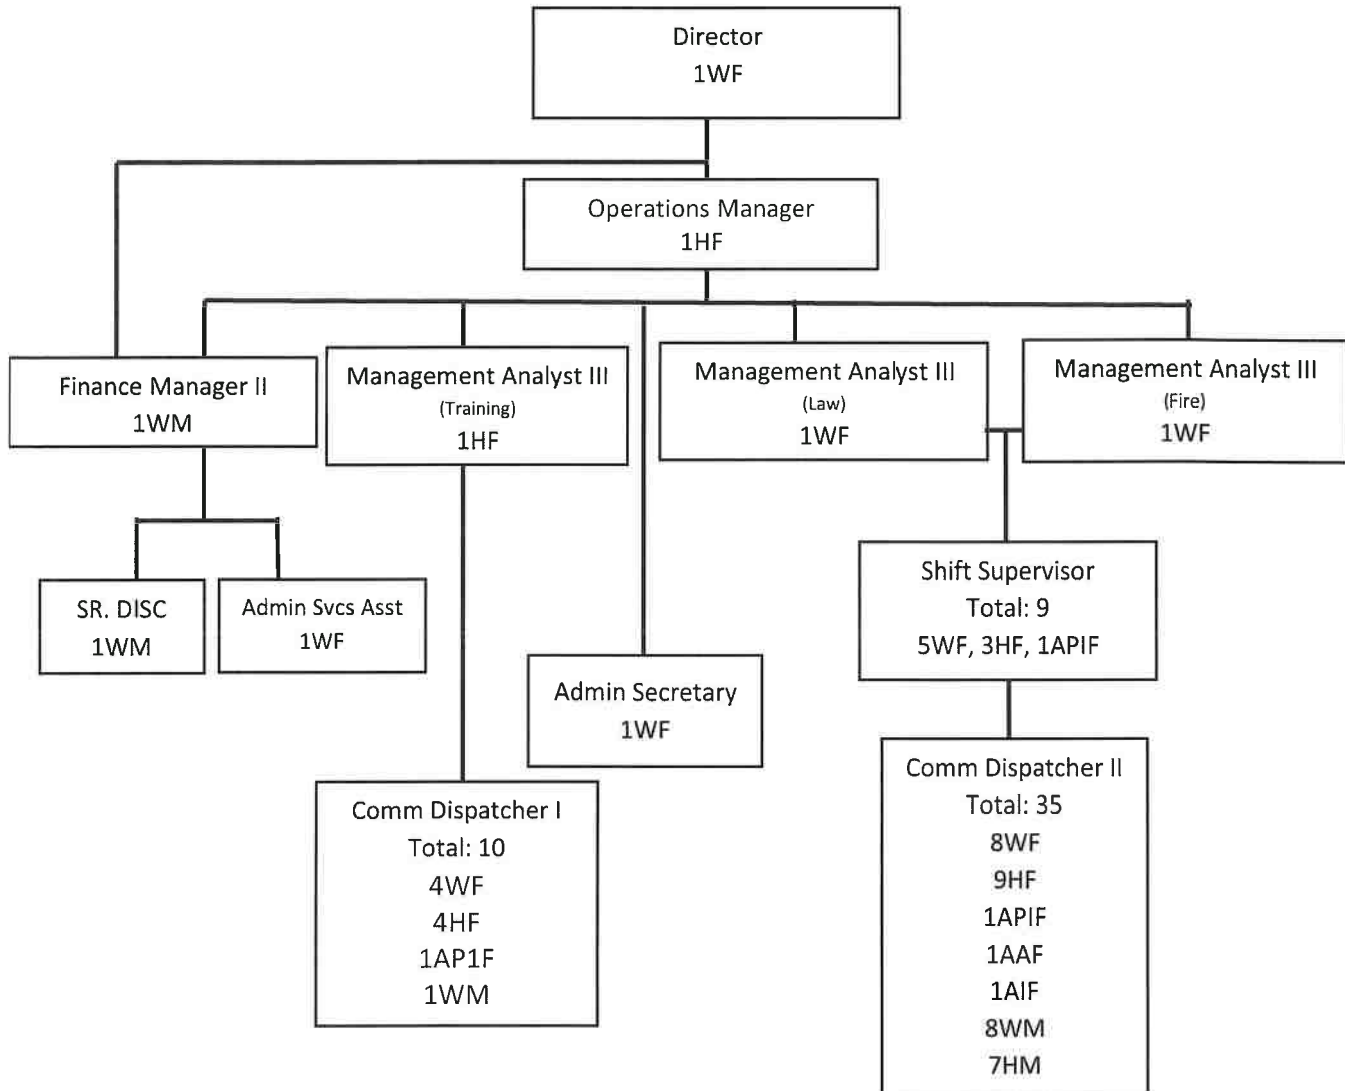 Director
1WF
Operations Manager
1HF
Finance Manager II
1WM
Management Analyst III
(Training)
1HF
Management Analyst III
(Law)
1WF
Management Analyst III
(Fire)
1WF
SR. DISC
1WM
Admin Svcs Asst
1WF
Admin Secretary
1WF
Shift Supervisor
Total: 9
5WF, 3HF, 1APIF
Comm Dispatcher I
Total: 10
4WF
4HF
1AP1F
1WM
Comm Dispatcher II
Total: 35
8WF
9HF
1APIF
1AAF
1AIF
8WM
7HM